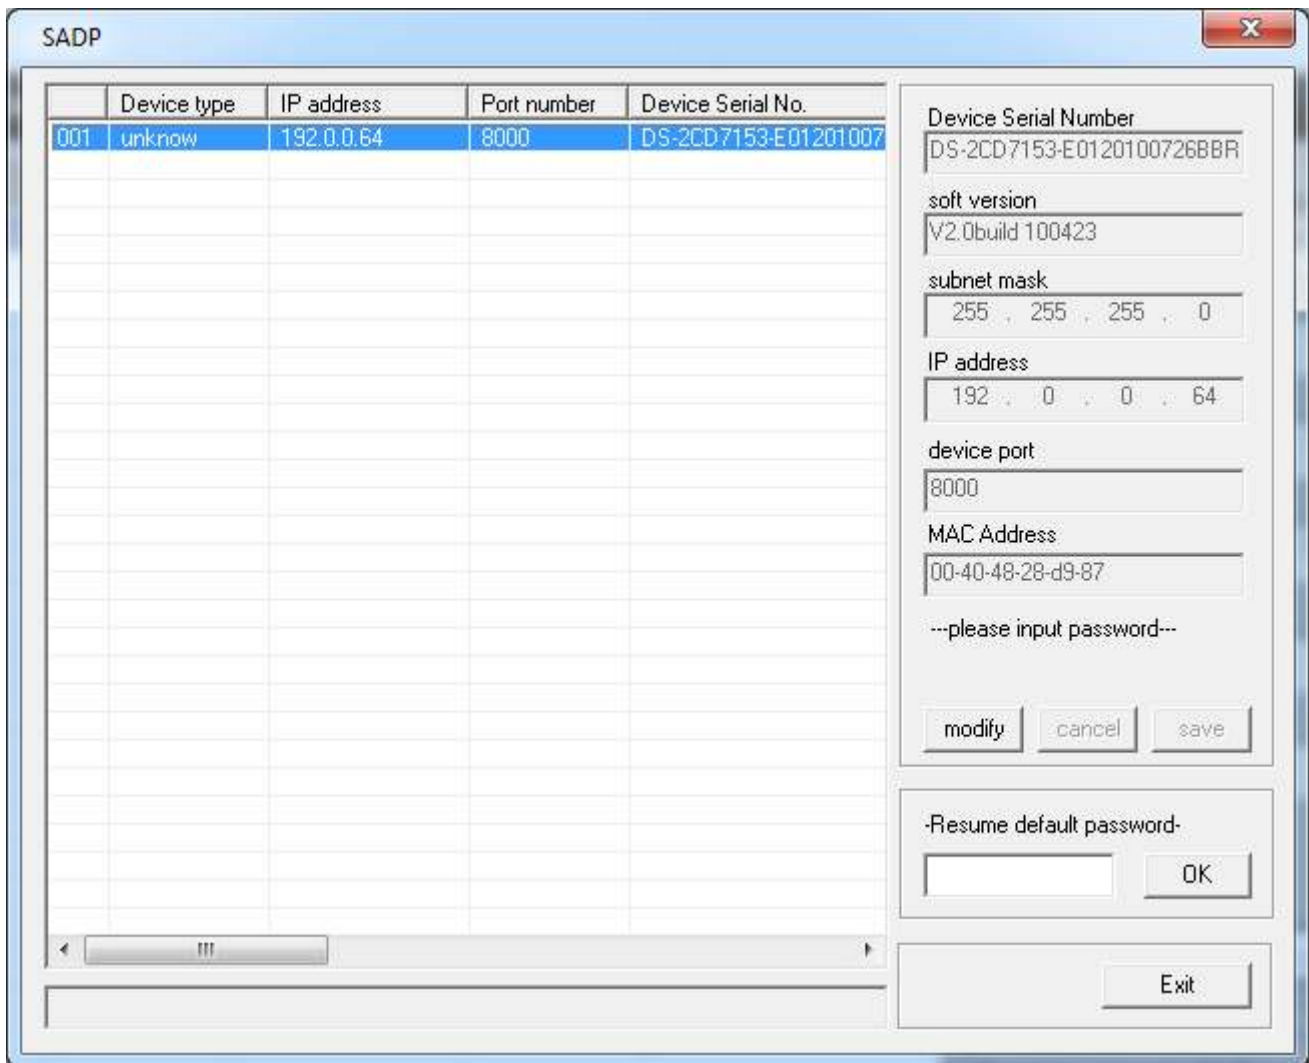 SADP
Device type IP address Port number Device Serial No.
001 unknow 192.0.0.64 8000 DS-2CD7153-E01201007
Device Serial Number
DS-2CD7153-E0120100726BBR
soft version
V2.0build 100423
subnet mask
255 . 255 . 255 . 0
IP address
192 . 0 . 0 . 64
device port
8000
MAC Address
00-40-48-28-d9-87
---please input password---
modify cancel save
-Resume default password-
OK
Exit